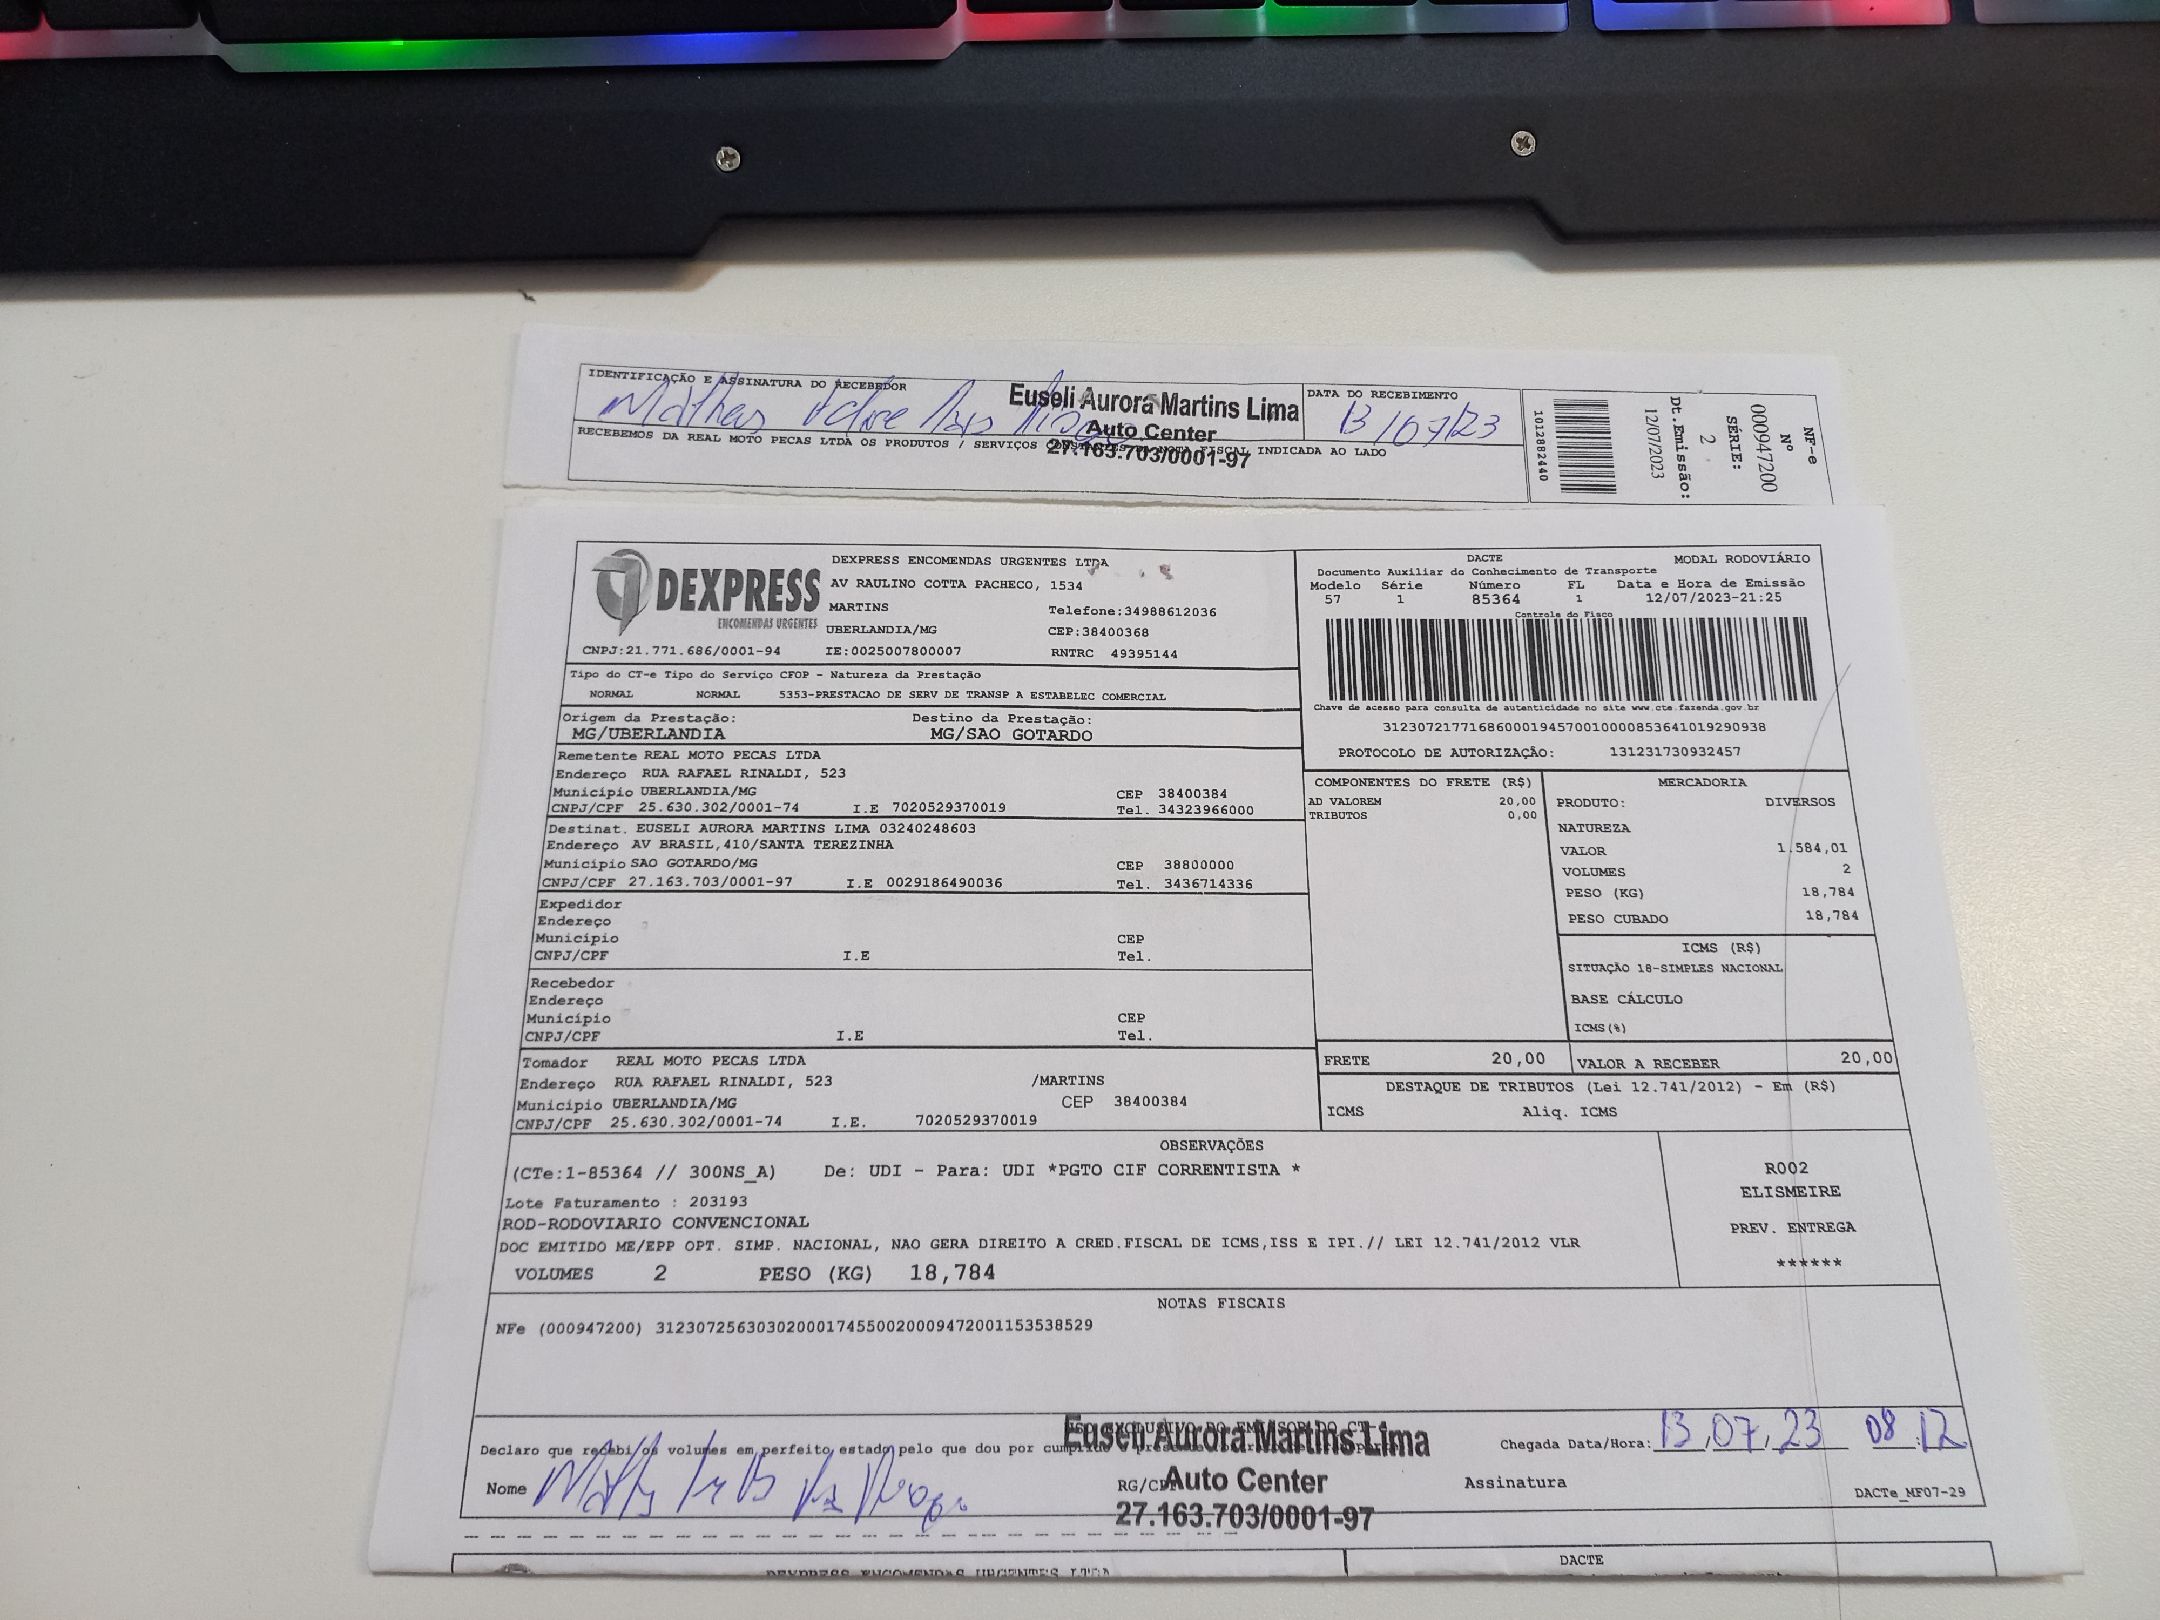 IDENTIFICAÇÃO E ASSINATURA DO RECEBEDOR
Euseli Aurora Martins Lima
Auto Center
27.163.703/0001-97
DATA DO RECEBIMENTO
13/07/23
RECEBEMOS DA REAL MOTO PECAS LTDA OS PRODUTOS / SERVIÇOS FISCAL INDICADA AO LADO
101282440
NF-e
Nº
000947200
SÉRIE:
2
Dt.Emissão:
12/07/2023
DEXPRESS
ENCOMENDAS URGENTES
DEXPRESS ENCOMENDAS URGENTES LTDA
AV RAULINO COTTA PACHECO, 1534
MARTINS Telefone:34988612036
UBERLANDIA/MG CEP:38400368
CNPJ:21.771.686/0001-94 IE:0025007800007 RNTRC 49395144
DACTE MODAL RODOVIÁRIO
Documento Auxiliar do Conhecimento de Transporte
Modelo Série Número FL Data e Hora de Emissão
57 1 85364 1 12/07/2023-21:25
Controle do Fisco
Chave de acesso para consulta de autenticidade no site www.cte.fazenda.gov.br
31230721771686000194570010000853641019290938
PROTOCOLO DE AUTORIZAÇÃO: 131231730932457
Tipo do CT-e Tipo do Serviço CFOP - Natureza da Prestação
NORMAL NORMAL 5353-PRESTACAO DE SERV DE TRANSP A ESTABELEC COMERCIAL
Origem da Prestação: Destino da Prestação:
MG/UBERLANDIA MG/SAO GOTARDO
Remetente REAL MOTO PECAS LTDA
Endereço RUA RAFAEL RINALDI, 523
Município UBERLANDIA/MG CEP 38400384
CNPJ/CPF 25.630.302/0001-74 I.E 7020529370019 Tel. 34323966000
Destinat. EUSELI AURORA MARTINS LIMA 03240248603
Endereço AV BRASIL,410/SANTA TEREZINHA
Município SAO GOTARDO/MG CEP 38800000
CNPJ/CPF 27.163.703/0001-97 I.E 0029186490036 Tel. 3436714336
Expedidor
Endereço
Município CEP
CNPJ/CPF I.E Tel.
Recebedor
Endereço
Município CEP
CNPJ/CPF I.E Tel.
Tomador REAL MOTO PECAS LTDA
Endereço RUA RAFAEL RINALDI, 523 /MARTINS
Município UBERLANDIA/MG CEP 38400384
CNPJ/CPF 25.630.302/0001-74 I.E. 7020529370019
COMPONENTES DO FRETE (R$)
AD VALOREM 20,00
TRIBUTOS 0,00
MERCADORIA
PRODUTO: DIVERSOS
NATUREZA
VALOR 1.584,01
VOLUMES 2
PESO (KG) 18,784
PESO CUBADO 18,784
ICMS (R$)
SITUAÇÃO 18-SIMPLES NACIONAL
BASE CÁLCULO
ICMS(%)
FRETE 20,00 VALOR A RECEBER 20,00
DESTAQUE DE TRIBUTOS (Lei 12.741/2012) - Em (R$)
ICMS Aliq. ICMS
OBSERVAÇÕES
(CTe:1-85364 // 300NS_A) De: UDI - Para: UDI *PGTO CIF CORRENTISTA *
Lote Faturamento : 203193
ROD-RODOVIARIO CONVENCIONAL
DOC EMITIDO ME/EPP OPT. SIMP. NACIONAL, NAO GERA DIREITO A CRED.FISCAL DE ICMS,ISS E IPI.// LEI 12.741/2012 VLR
VOLUMES 2 PESO (KG) 18,784
R002
ELISMEIRE
PREV. ENTREGA
******
NOTAS FISCAIS
NFe (000947200) 31230725630302000174550020009472001153538529
EXCLUSIVO DO EMISSOR DO CT-
Declaro que recebi os volumes em perfeito estado pelo que dou por
Euseli Aurora Martins Lima
Auto Center
27.163.703/0001-97
Chegada Data/Hora: 13,07,23 08:12
Nome
RG/CP
Assinatura
DACTe_MF07-29
DEXPRESS ENCOMENDAS URGENTES LTDA
DACTE